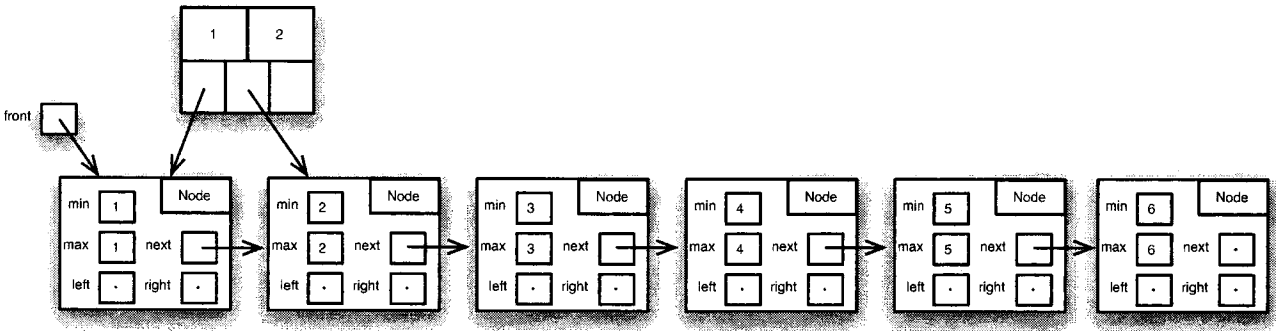 1 2
front
Node Node Node Node Node Node
min 1 min 2 min 3 min 4 min 5 min 6
max 1 next max 2 next max 3 next max 4 next max 5 next max 6 next
left right left right left right left right left right left right